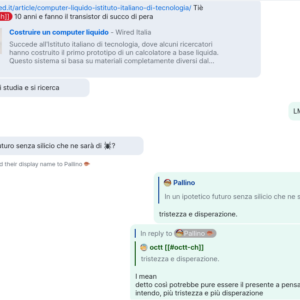 ed.it/article/computer-liquido-istituto-italiano-di-tecnologia/ Tiè
ch]] 10 anni e fanno il transistor di succo di pera
Costruire un computer liquido - Wired Italia
Succede all'Istituto italiano di tecnologia, dove alcuni ricercatori
hanno costruito il primo prototipo di un calcolatore a base liquida.
Questo sistema si basa su materiali completamente diversi dal...
i studia e si ricerca
LM
uturo senza silicio che ne sarà di 🕷️?
d their display name to Pallino
Pallino
In un ipotetico futuro senza silicio che ne sar
tristezza e disperazione.
In reply to Pallino
octt [[#octt-ch]]
tristezza e disperazione.
I mean
detto così potrebbe pure essere il presente a pensa
intendo, più tristezza e più disperazione